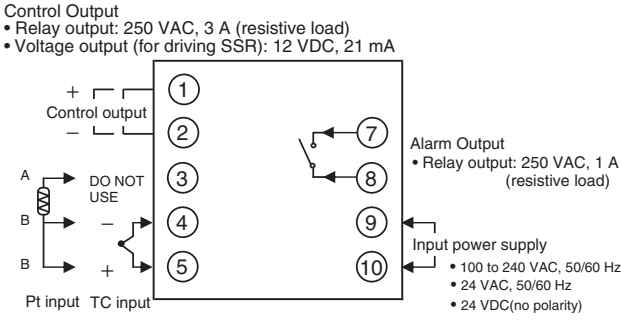 Control Output
• Relay output: 250 VAC, 3 A (resistive load)
• Voltage output (for driving SSR): 12 VDC, 21 mA
+
Control output
−
1
2
3
4
5
7
8
9
10
A
B
B
DO NOT
USE
−
+
Pt input
TC input
Alarm Output
• Relay output: 250 VAC, 1 A
(resistive load)
Input power supply
• 100 to 240 VAC, 50/60 Hz
• 24 VAC, 50/60 Hz
• 24 VDC(no polarity)